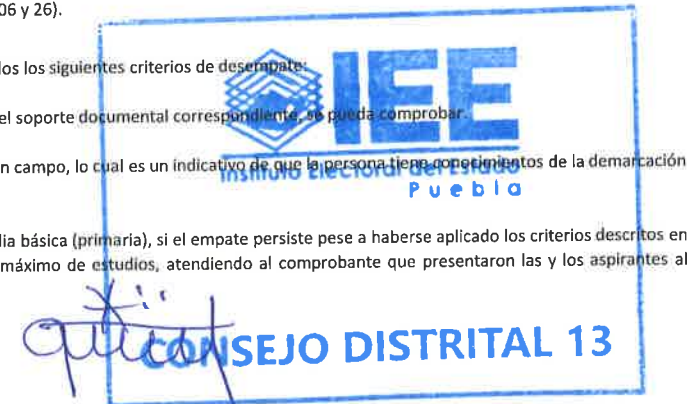 06 y 26).
los los siguientes criterios de desempate:
el soporte documental correspondiente, se pueda comprobar.
n campo, lo cual es un indicativo de que la persona tiene conocimientos de la demarcación
IEE
Instituto Electoral del Estado
Puebla
lia básica (primaria), si el empate persiste pese a haberse aplicado los criterios descritos en
máximo de estudios, atendiendo al comprobante que presentaron las y los aspirantes al
CONSEJO DISTRITAL 13